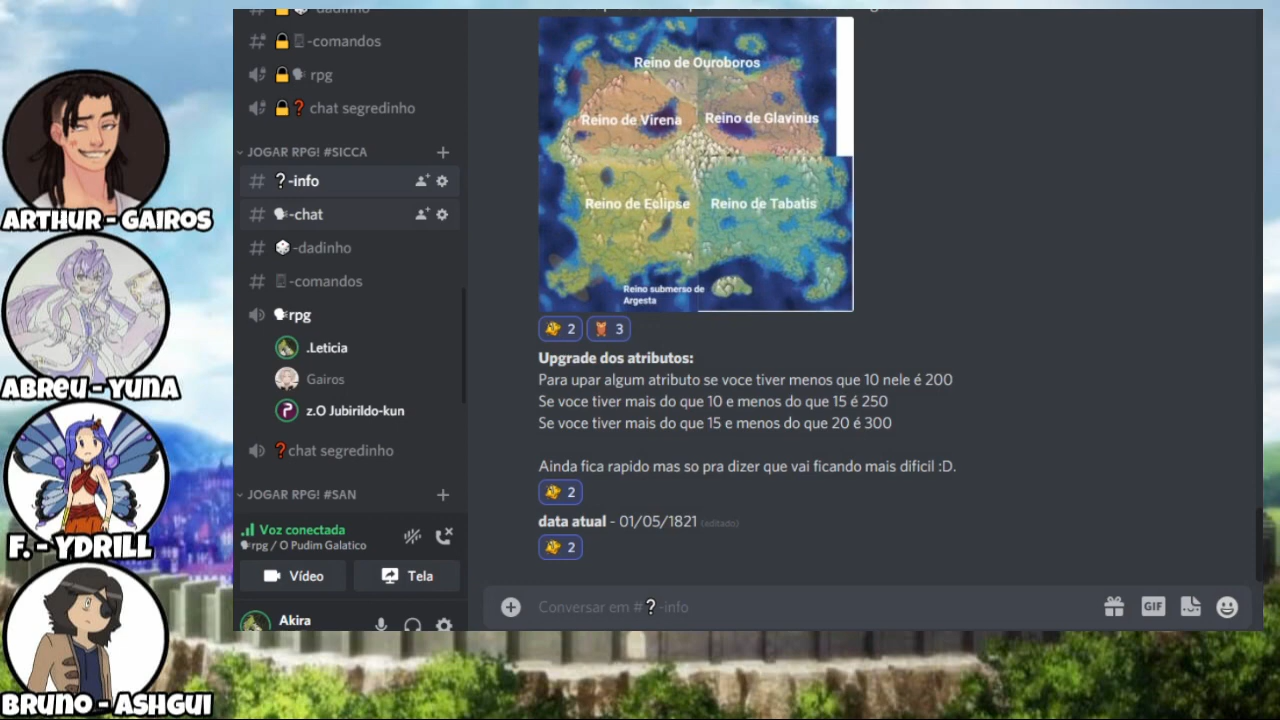 ARTHUR - GAIROS
ABREU - YUNA
F. - YDRILL
BRUNO - ASHGUI
-dadinho
-comandos
rpg
chat segredinho
JOGAR RPG! #SICCA
?-info
-chat
-dadinho
-comandos
rpg
.Leticia
Gairos
z.O Jubirildo-kun
chat segredinho
JOGAR RPG! #SAN
Voz conectada
rpg / O Pudim Galatico
Vídeo
Tela
Akira
Reino de Ouroboros
Reino de Virena
Reino de Glavinus
Reino de Eclipse
Reino de Tabatis
Reino submerso de
Argesta
2
3
Upgrade dos atributos:
Para upar algum atributo se voce tiver menos que 10 nele é 200
Se voce tiver mais do que 10 e menos do que 15 é 250
Se voce tiver mais do que 15 e menos do que 20 é 300
Ainda fica rapido mas so pra dizer que vai ficando mais dificil :D.
2
data atual - 01/05/1821 (editado)
2
Conversar em #?-info
GIF